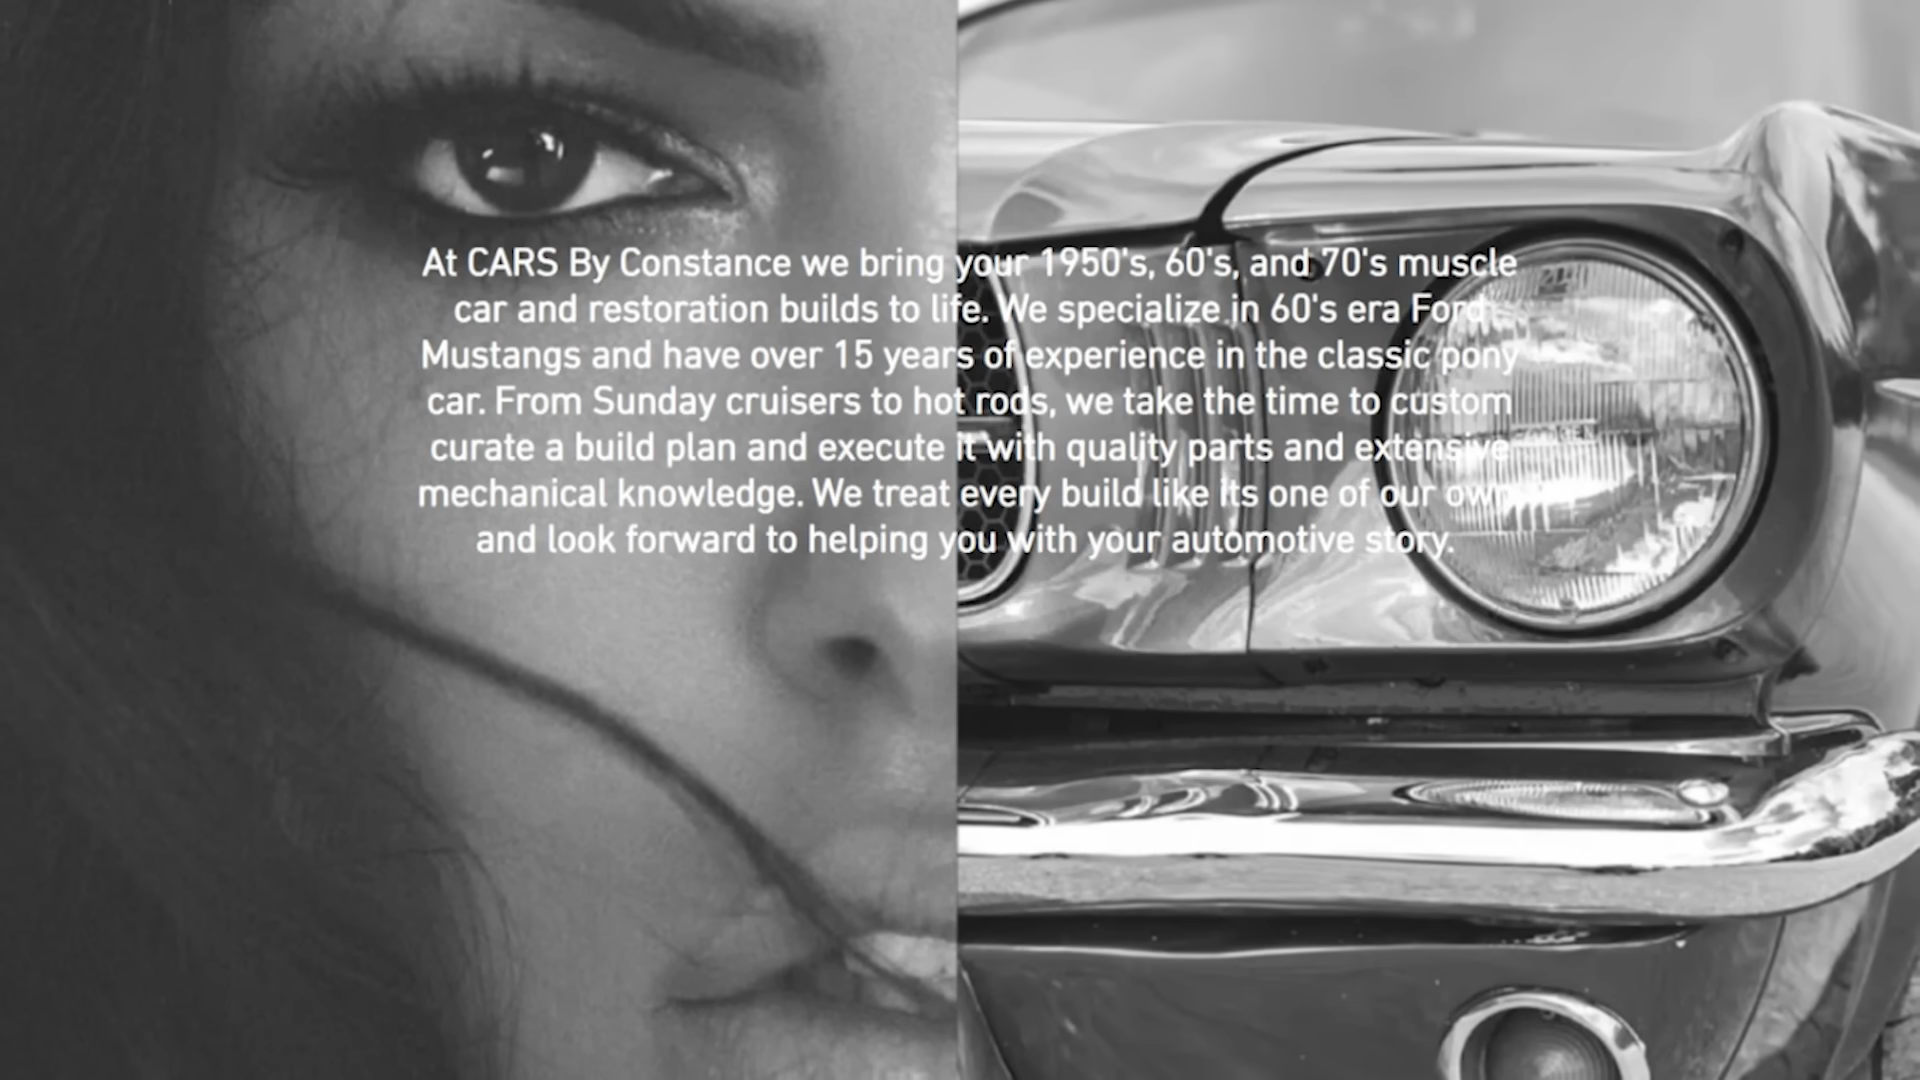 At CARS By Constance we bring your 1950's, 60's, and 70's muscle
car and restoration builds to life. We specialize in 60's era Ford
Mustangs and have over 15 years of experience in the classic pony
car. From Sunday cruisers to hot rods, we take the time to custom
curate a build plan and execute it with quality parts and extensive
mechanical knowledge. We treat every build like its one of our own
and look forward to helping you with your automotive story.